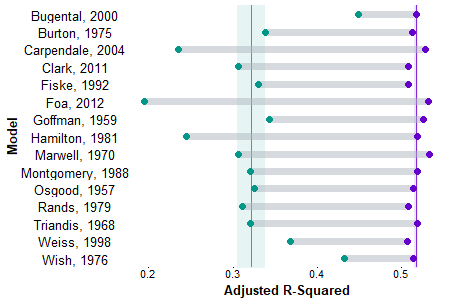 Bugental, 2000
Burton, 1975
Carpendale, 2004
Clark, 2011
Fiske, 1992
Foa, 2012
Goffman, 1959
Hamilton, 1981
Marwell, 1970
Montgomery, 1988
Osgood, 1957
Rands, 1979
Triandis, 1968
Weiss, 1998
Wish, 1976
Model
0.2 0.3 0.4 0.5
Adjusted R-Squared